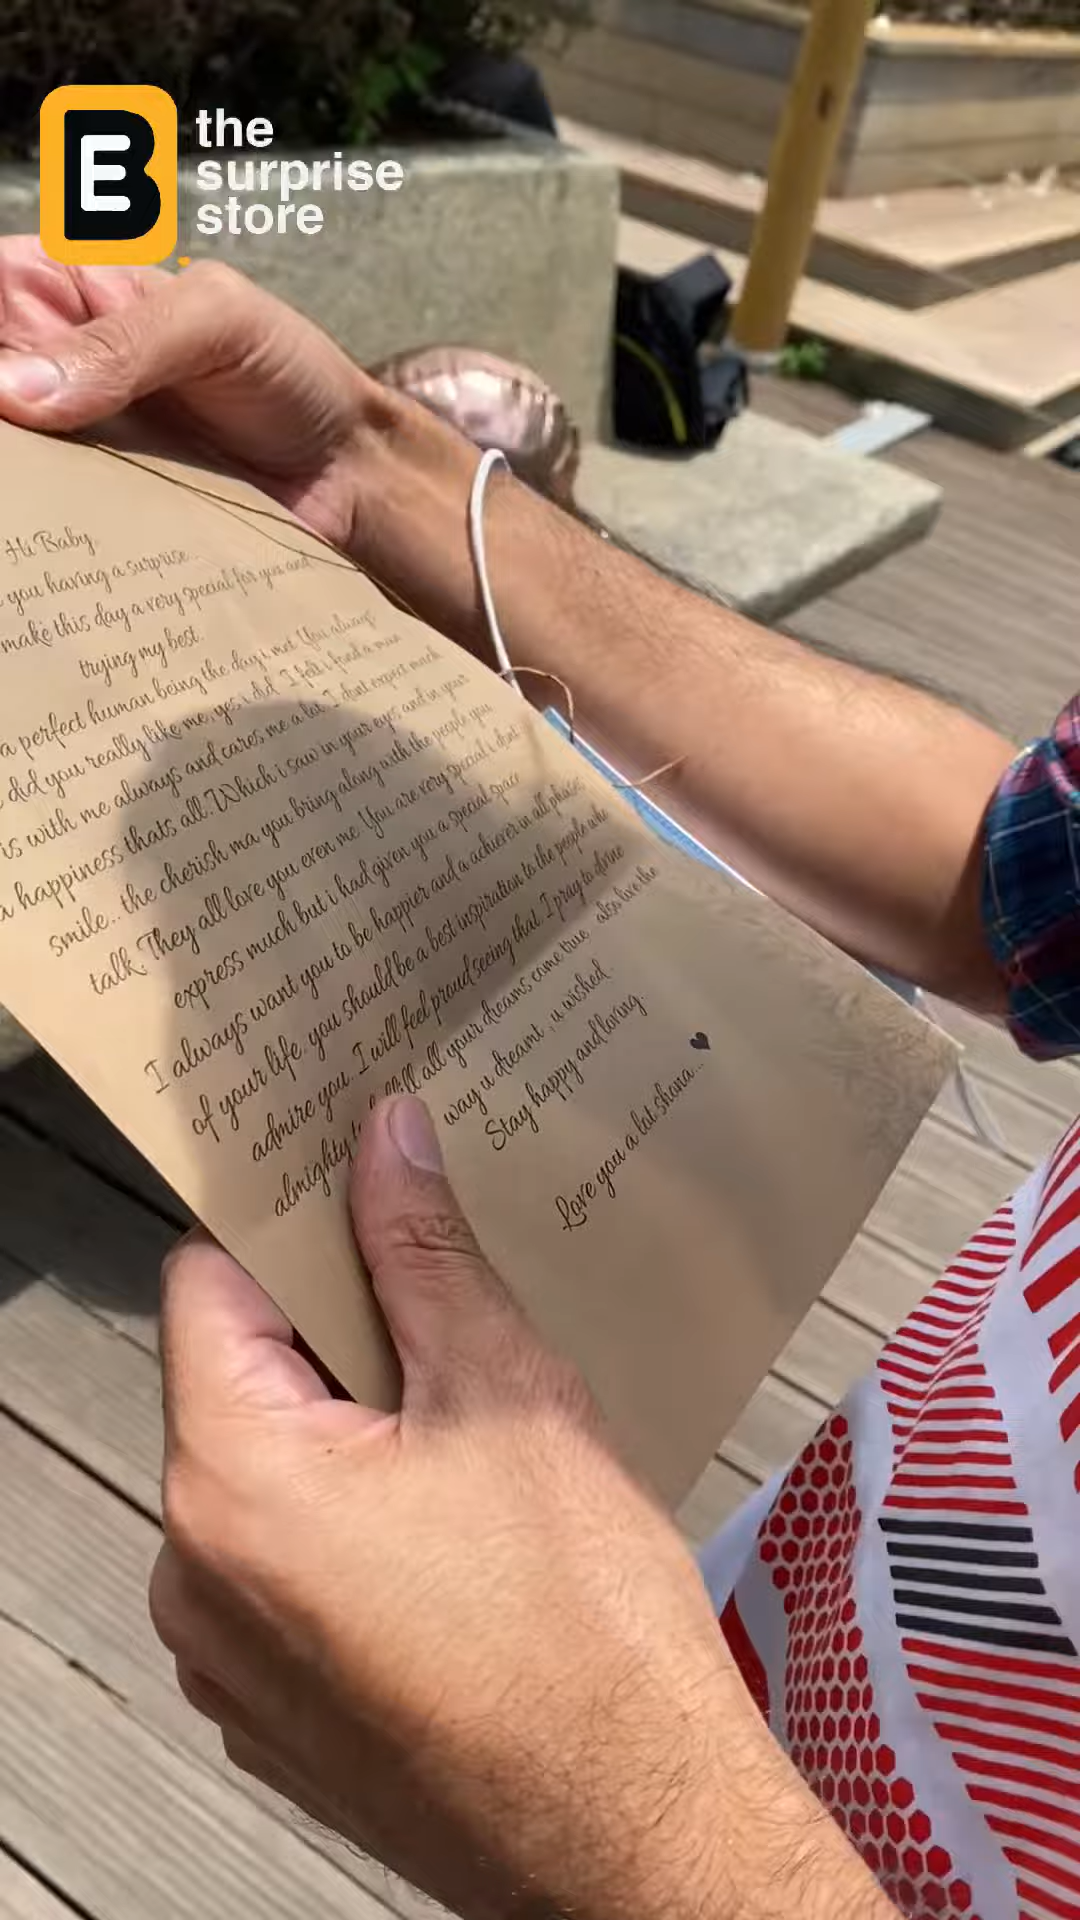 the
surprise
store
EB
Hi Baby,
you having a surprise...
make this day a very special for you and
trying my best.
a perfect human being the day i met. You always
did you really like me, yes i did. I felt i find a man
is with me always and cares me a lot. I dont expect much
a happiness thats all. Which i saw in your eyes and in your
smile.. the cherish ma you bring along with the people you
talk. They all love you even me. You are very special i dont
express much but i had given you a special space
I always want you to be happier and a achiever in all phases
of your life. you should be a best inspiration to the people who
admire you. I will feel proud seeing that. I pray to divine
almighty all your dreams come true also live the
way u dreamt, u wished.
Stay happy and loving.
Love you a lot shona... ♥